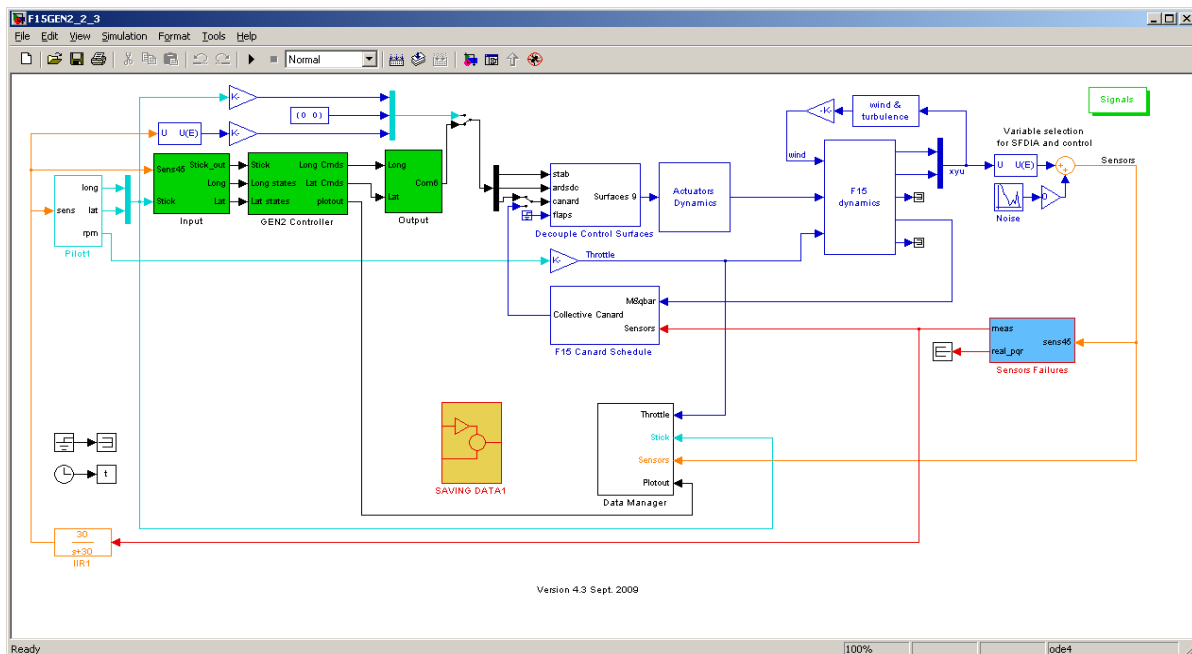 F15GEN2_2_3
File Edit View Simulation Format Tools Help
Normal
Signals
K-
(0 0)
U U(E)
K-
-K-
wind &
turbulence
wind
Variable selection
for SFDIA and control
Sensors
U U(E)
xyu
Noise
0
Sens45
Stick
Stick_out
Long
Lat
Input
Stick
Long states
Lat states
Long Cmds
Lat Cmds
plotout
GEN2 Controller
Long
Lat
Com6
Output
sens
long
lat
rpm
Pilot1
stab
ardsdc
canard
flaps
Surfaces 9
Decouple Control Surfaces
Actuators
Dynamics
F15
dynamics
K-
Throttle
M&qbar
Collective Canard
Sensors
F15 Canard Schedule
meas
real_pqr
sens45
Sensors Failures
Throttle
Stick
Sensors
Plotout
Data Manager
SAVING DATA1
t
30
s+30
IIR1
Version 4.3 Sept. 2009
Ready
100%
ode4